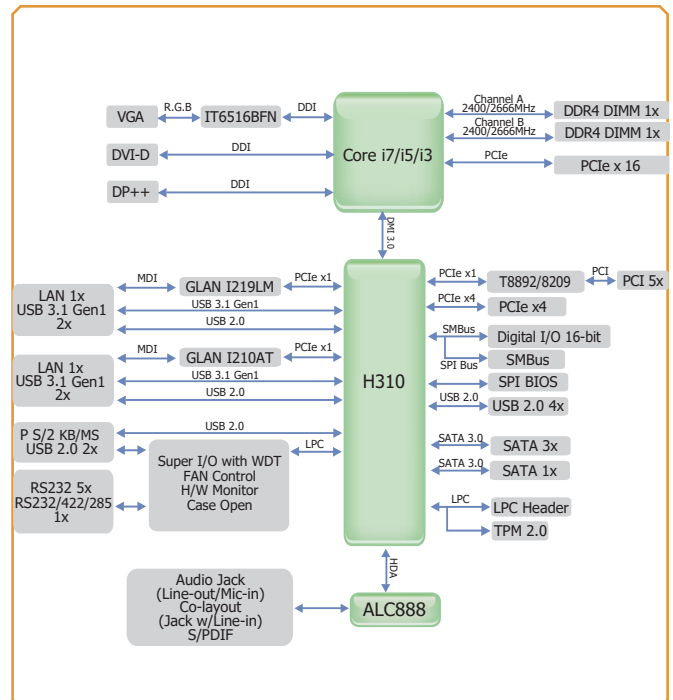 VGA
R.G.B
IT6516BFN
DDI
DVI-D
DDI
DP++
DDI
Core i7/i5/i3
Channel A
2400/2666MHz
DDR4 DIMM 1x
Channel B
2400/2666MHz
DDR4 DIMM 1x
PCIe
PCIe x 16
DMI 3.0
LAN 1x
USB 3.1 Gen1
2x
MDI
GLAN I219LM
PCIe x1
USB 3.1 Gen1
USB 2.0
LAN 1x
USB 3.1 Gen1
2x
MDI
GLAN I210AT
PCIe x1
USB 3.1 Gen1
USB 2.0
P S/2 KB/MS
USB 2.0 2x
USB 2.0
RS232 5x
RS232/422/285
1x
Super I/O with WDT
FAN Control
H/W Monitor
Case Open
LPC
H310
PCIe x1
T8892/8209
PCI
PCI 5x
PCIe x4
PCIe x4
SMBus
Digital I/O 16-bit
SMBus
SPI Bus
SPI BIOS
USB 2.0
USB 2.0 4x
SATA 3.0
SATA 3x
SATA 3.0
SATA 1x
LPC
LPC Header
TPM 2.0
HDA
Audio Jack
(Line-out/Mic-in)
Co-layout
(Jack w/Line-in)
S/PDIF
ALC888